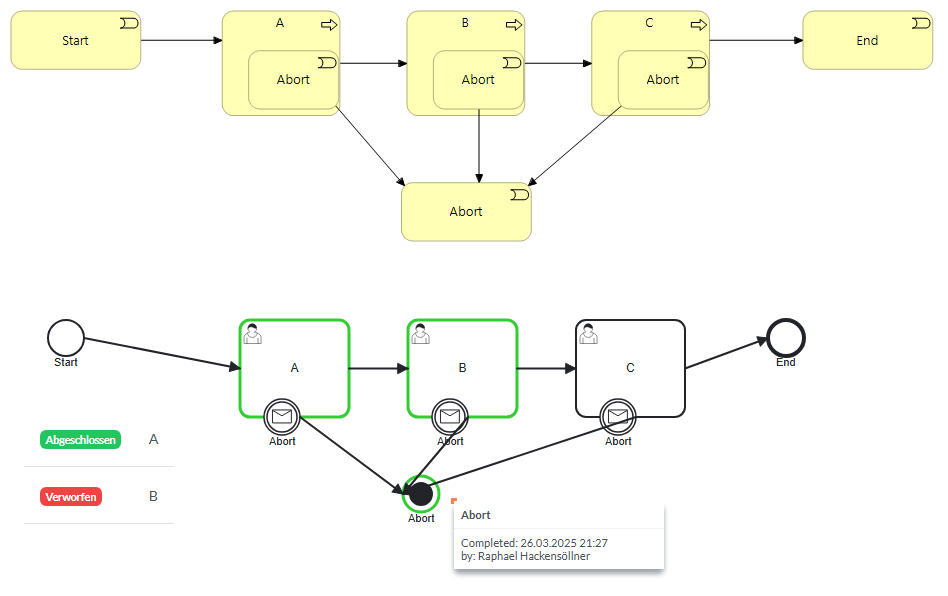 Start
A
B
C
End
Abort
Abort
Abort
Abort
Start
A
B
C
End
Abort
Abort
Abort
Abgeschlossen A
Verworfen B
Abort
Abort
Completed: 26.03.2025 21:27
by: Raphael Hackensöllner